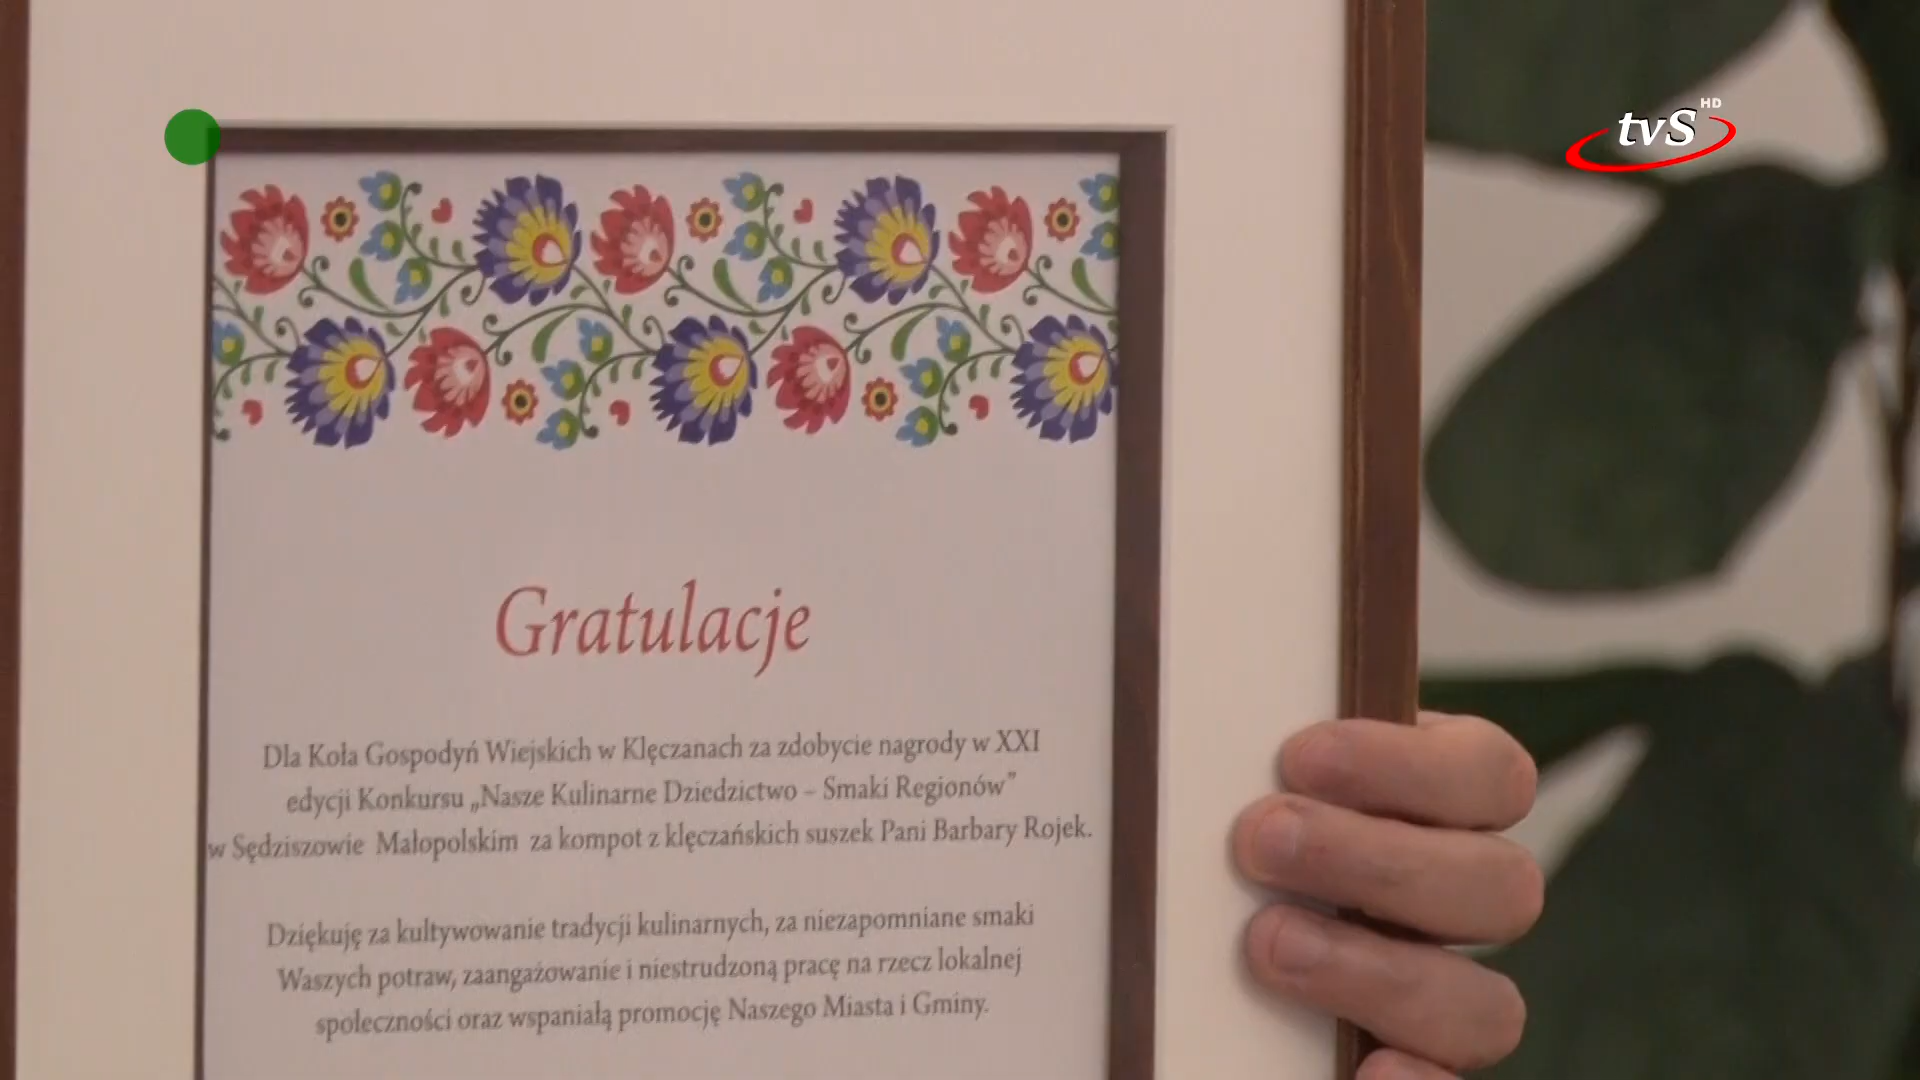 tvS HD
Gratulacje
Dla Koła Gospodyń Wiejskich w Klęczanach za zdobycie nagrody w XXI
edycji Konkursu „Nasze Kulinarne Dziedzictwo – Smaki Regionów”
w Sędziszowie Małopolskim za kompot z klęczańskich suszek Pani Barbary Rojek.
Dziękuję za kultywowanie tradycji kulinarnych, za niezapomniane smaki
Waszych potraw, zaangażowanie i niestrudzoną pracę na rzecz lokalnej
społeczności oraz wspaniałą promocję Naszego Miasta i Gminy.